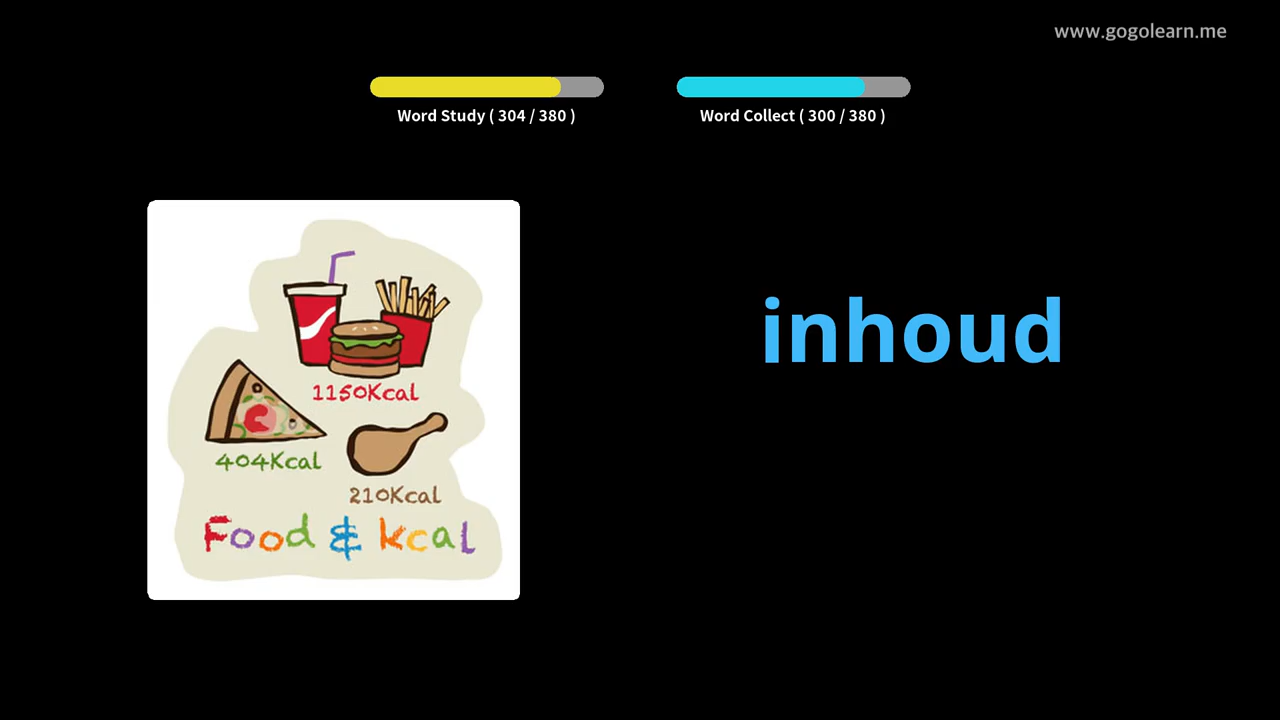 www.gogolearn.me
Word Study ( 304 / 380 )
Word Collect ( 300 / 380 )
1150Kcal
404Kcal
210Kcal
Food & kcal
inhoud